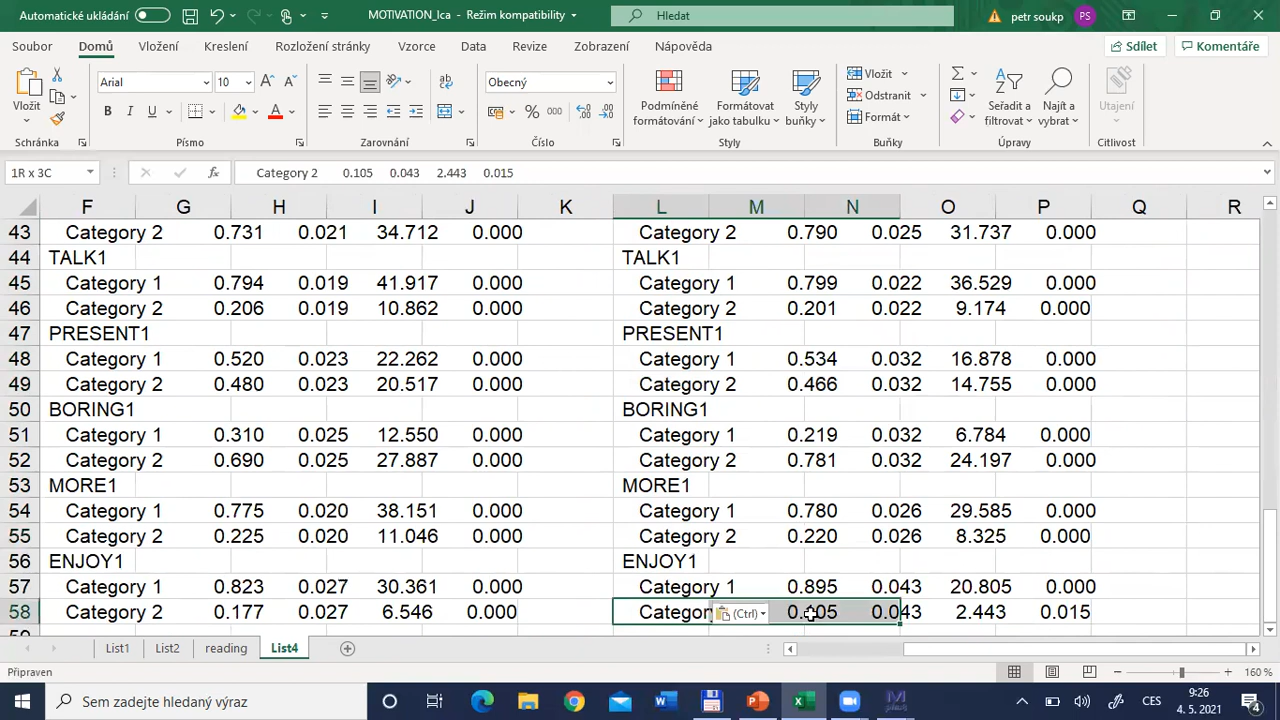 Automatické ukládání
MOTIVATION_lca - Režim kompatibility
Hledat
petr soukp
PS
Soubor Domů Vložení Kreslení Rozložení stránky Vzorce Data Revize Zobrazení Nápověda
Sdílet Komentáře
Vložit
Arial 10
B I U
ab
Obecný
% 000
Podmíněné formátování
Formátovat jako tabulku
Styly buňky
Vložit
Odstranit
Formát
Seřadit a filtrovat
Najít a vybrat
Utajení
Schránka Písmo Zarovnání Číslo Styly Buňky Úpravy Citlivost
1R x 3C fx Category 2 0.105 0.043 2.443 0.015
F G H I J K L M N O P Q R
43 Category 2 0.731 0.021 34.712 0.000 Category 2 0.790 0.025 31.737 0.000
44 TALK1 TALK1
45 Category 1 0.794 0.019 41.917 0.000 Category 1 0.799 0.022 36.529 0.000
46 Category 2 0.206 0.019 10.862 0.000 Category 2 0.201 0.022 9.174 0.000
47 PRESENT1 PRESENT1
48 Category 1 0.520 0.023 22.262 0.000 Category 1 0.534 0.032 16.878 0.000
49 Category 2 0.480 0.023 20.517 0.000 Category 2 0.466 0.032 14.755 0.000
50 BORING1 BORING1
51 Category 1 0.310 0.025 12.550 0.000 Category 1 0.219 0.032 6.784 0.000
52 Category 2 0.690 0.025 27.887 0.000 Category 2 0.781 0.032 24.197 0.000
53 MORE1 MORE1
54 Category 1 0.775 0.020 38.151 0.000 Category 1 0.780 0.026 29.585 0.000
55 Category 2 0.225 0.020 11.046 0.000 Category 2 0.220 0.026 8.325 0.000
56 ENJOY1 ENJOY1
57 Category 1 0.823 0.027 30.361 0.000 Category 1 0.895 0.043 20.805 0.000
58 Category 2 0.177 0.027 6.546 0.000 Categor (Ctrl) 0.105 0.043 2.443 0.015
List1 List2 reading List4
Připraven
160 %
Sem zadejte hledaný výraz
CES
9:26
4. 5. 2021
4